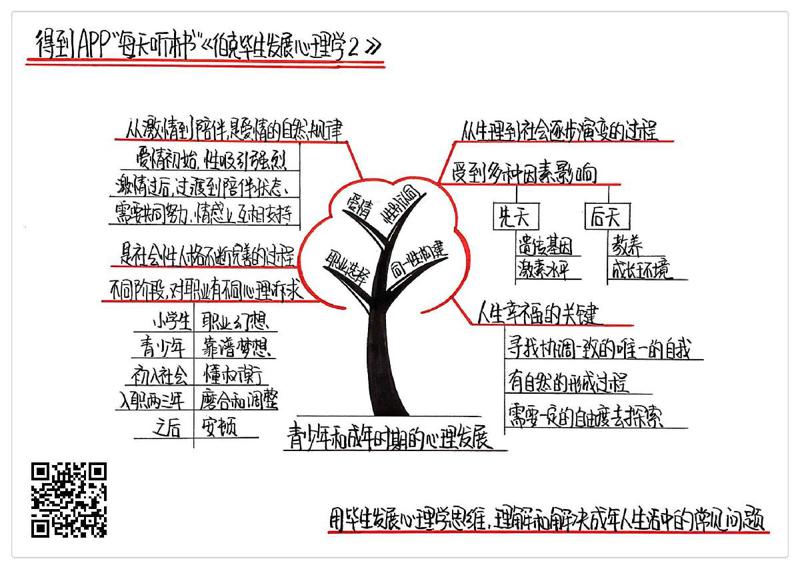 得到APP“每天听本书”《伯克毕生发展心理学2》
从激情到陪伴,是爱情的自然规律
爱情初始,性吸引强烈
激情过后,过渡到陪伴状态、
需要共同努力,情感上互相支持
是社会性人格不断完善的过程
不同阶段,对职业有不同心理诉求
小学生 职业幻想
青少年 靠谱梦想
初入社会 懂权衡
入职两三年 磨合和调整
之后 安顿
爱情
性别认同
职业选择
同一性构建
从生理到社会逐步演变的过程
受到多种因素影响
先天 后天
遗传基因 教养
激素水平 成长环境
人生幸福的关键
寻找协调一致的唯一的自我
有自然的形成过程
需要一定的自由度去探索
青少年和成年时期的心理发展
用毕生发展心理学思维,理解和解决成年人生活中的常见问题